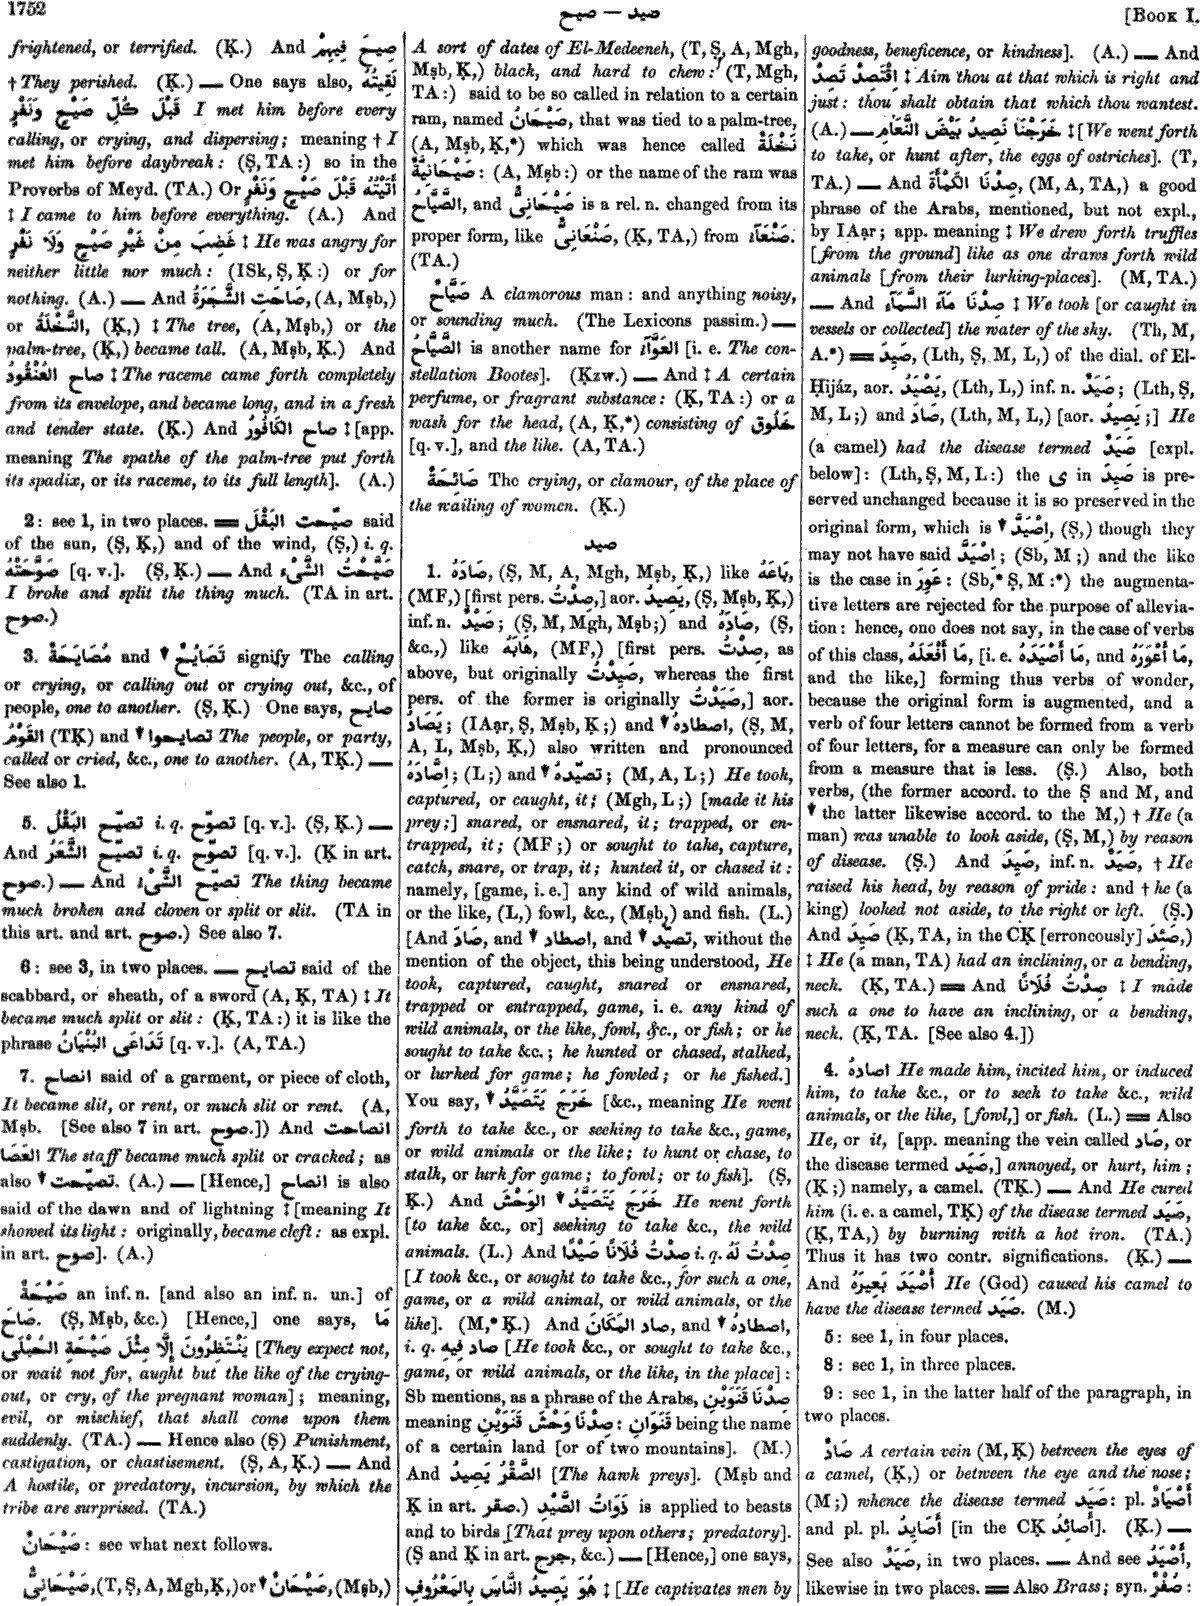 1752
صيح — صيد
[BOOK I.
frightened, or terrified. (Ḳ.) And صِيحَ فِيهِمْ
† They perished. (Ḳ.) — One says also, لَقِيتُهُ
قَبْلَ كُلِّ صَيْحٍ وَنَفْرٍ I met him before every
calling, or crying, and dispersing; meaning † I
met him before daybreak: (Ṣ, TA:) so in the
Proverbs of Meyd. (TA.) Or أَتَيْتُهُ قَبْلَ صَيْحٍ وَنَفْرٍ
‡ I came to him before everything. (A.) And
غَضِبَ مِنْ غَيْرِ صَيْحٍ وَلَا نَفْرٍ ‡ He was angry for
neither little nor much: (ISk, Ṣ, Ḳ:) or for
nothing. (A.) — And صَاحَتِ الشَّجَرَةُ, (A, Mṣb,)
or النَّخْلَةُ, (Ḳ,) ‡ The tree, (A, Mṣb,) or the
palm-tree, (Ḳ,) became tall. (A, Mṣb, Ḳ.) And
صاح العُنْقُودُ ‡ The raceme came forth completely
from its envelope, and became long, and in a fresh
and tender state. (Ḳ.) And صاح الكَافُورُ ‡ [app.
meaning The spathe of the palm-tree put forth
its spadix, or its raceme, to its full length]. (A.)
2: see 1, in two places. ═ صيّحت البَقْلَ said
of the sun, (Ṣ, Ḳ,) and of the wind, (Ṣ,) i. q.
صَوَّحَتْهُ [q. v.]. (Ṣ, Ḳ.) — And صَيَّحْتُ الشَّىْءَ
I broke and split the thing much. (TA in art.
صوح.)
3. مُصَايَحَةٌ and ▼ تَصَايُحٌ signify The calling
or crying, or calling out or crying out, &c., of
people, one to another. (Ṣ, Ḳ.) One says, صايح
القَوْمُ (TḲ) and ▼ تصايحوا The people, or party,
called or cried, &c., one to another. (A, TḲ.) —
See also 1.
5. تصيّح البَقْلُ i. q. تصوّح [q. v.]. (Ṣ, Ḳ.) —
And تصيّح الشَّعَرُ i. q. تصوّح [q. v.]. (Ḳ in art.
صوح.) — And تصيّح الشَّىْءُ The thing became
much broken and cloven or split or slit. (TA in
this art. and art. صوح.) See also 7.
6: see 3, in two places. — تصايح said of the
scabbard, or sheath, of a sword (A, Ḳ, TA) ‡ It
became much split or slit: (Ḳ, TA:) it is like the
phrase تَدَاعَى البُنْيَانُ [q. v.]. (A, TA.)
7. انصاح said of a garment, or piece of cloth,
It became slit, or rent, or much slit or rent. (A,
Mṣb. [See also 7 in art. صوح.]) And انصاحت
العَصَا The staff became much split or cracked; as
also ▼ تصيّحت. (A.) — [Hence,] انصاح is also
said of the dawn and of lightning ‡ [meaning It
showed its light: originally, became cleft: as expl.
in art. صوح]. (A.)
صَيْحَةٌ an inf. n. [and also an inf. n. un.] of
صَاحَ. (Ṣ, Mṣb, &c.) [Hence,] one says, مَا
يَنْتَظِرُونَ إِلَّا مِثْلَ صَيْحَةِ الحُبْلَى [They expect not,
or wait not for, aught but the like of the crying-
out, or cry, of the pregnant woman]; meaning,
evil, or mischief, that shall come upon them
suddenly. (TA.) — Hence also (Ṣ) Punishment,
castigation, or chastisement. (Ṣ, A, Ḳ.) — And
A hostile, or predatory, incursion, by which the
tribe are surprised. (TA.)
صَيْحَانٌ: see what next follows.
صَيْحَانِىٌّ, (T, Ṣ, A, Mgh, Ḳ,) or ▼ صَيْحَانٌ, (Mṣb,)
A sort of dates of El-Medeeneh, (T, Ṣ, A, Mgh,
Mṣb, Ḳ,) black, and hard to chew: (T, Mgh,
TA:) said to be so called in relation to a certain
ram, named صَيْحَانُ, that was tied to a palm-tree,
(A, Mṣb, Ḳ,*) which was hence called نَخْلَةٌ
صَيْحَانِيَّةٌ: (A, Mṣb:) or the name of the ram was
الصَّيَّاحُ, and صَيْحَانِىٌّ is a rel. n. changed from its
proper form, like صَنْعَانِىٌّ, (Ḳ, TA,) from صَنْعَآءُ.
(TA.)
صَيَّاحٌ A clamorous man: and anything noisy,
or sounding much. (The Lexicons passim.) —
الصَّيَّاحُ is another name for العَوَّآءُ [i. e. The con-
stellation Bootes]. (Ḳzw.) — And ‡ A certain
perfume, or fragrant substance: (Ḳ, TA:) or a
wash for the head, (A, Ḳ,*) consisting of خَلُوق
[q. v.], and the like. (A, TA.)
صَائِحَةٌ The crying, or clamour, of the place of
the wailing of women. (Ḳ.)
صيد
1. صَادَهُ, (Ṣ, M, A, Mgh, Mṣb, Ḳ,) like بَاعَهُ,
(MF,) [first pers. صِدْتُ,] aor. يَصِيدُ, (Ṣ, Mṣb, Ḳ,)
inf. n. صَيْدٌ; (Ṣ, M, Mgh, Mṣb;) and صَادَهُ, (Ṣ,
&c.,) like هَابَهُ, (MF,) [first pers. صِدْتُ, as
above, but originally صَيِدْتُ, whereas the first
pers. of the former is originally صَيَدْتُ,] aor.
يَصَادُ; (IAạr, Ṣ, Mṣb, Ḳ;) and ▼ اصطادهُ, (Ṣ, M,
A, L, Mṣb, Ḳ,) also written and pronounced
اِصَّادَهُ; (L;) and ▼ تصيّدهُ; (M, A, L;) He took,
captured, or caught, it; (Mgh, L;) [made it his
prey;] snared, or ensnared, it; trapped, or en-
trapped, it; (MF;) or sought to take, capture,
catch, snare, or trap, it; hunted it, or chased it:
namely, [game, i. e.] any kind of wild animals,
or the like, (L,) fowl, &c., (Mṣb,) and fish. (L.)
[And صَادَ, and ▼ اصطاد, and ▼ تصيّد, without the
mention of the object, this being understood, He
took, captured, caught, snared or ensnared,
trapped or entrapped, game, i. e. any kind of
wild animals, or the like, fowl, &c., or fish; or he
sought to take &c.; he hunted or chased, stalked,
or lurked for game; he fowled; or he fished.]
You say, ▼ خَرَجَ يَتَصَيَّدُ [&c., meaning He went
forth to take &c., or seeking to take &c., game,
or wild animals or the like; to hunt or chase, to
stalk, or lurk for game; to fowl; or to fish]. (Ṣ,
Ḳ.) And خَرَجَ يَتَصَيَّدُ ▼ الوَحْشَ He went forth
[to take &c., or] seeking to take &c., the wild
animals. (L.) And صِدْتُ فُلَانًا صَيْدًا i. q. صِدْتُ لَهُ
[I took &c., or sought to take &c., for such a one,
game, or a wild animal, or wild animals, or the
like]. (M,* Ḳ.) And صاد المَكَانَ, and ▼ اصطادهُ,
i. q. صاد فِيهِ [He took &c., or sought to take &c.,
game, or wild animals, or the like, in the place]:
Sb mentions, as a phrase of the Arabs, صِدْنَا قَنَوَيْنِ
meaning صِدْنَا وَحْشَ قَنَوَيْنِ: قَنَوَانِ being the name
of a certain land [or of two mountains]. (M.)
And الصَّقْرُ يَصِيدُ [The hawk preys]. (Mṣb and
Ḳ in art. صقر.) ذَوَاتُ الصَّيْدِ is applied to beasts
and to birds [That prey upon others; predatory].
(Ṣ and Ḳ in art. جرح, &c.) — [Hence,] one says,
هُوَ يَصِيدُ النَّاسَ بِالمَعْرُوفِ ‡ [He captivates men by
goodness, beneficence, or kindness]. (A.) — And
اِقْتَصِدْ تَصِدْ ‡ Aim thou at that which is right and
just: thou shalt obtain that which thou wantest.
(A.) — خَرَجْنَا نَصِيدُ بَيْضَ النَّعَامِ ‡ [We went forth
to take, or hunt after, the eggs of ostriches]. (T,
TA.) — And صِدْنَا الكَمْأَةَ, (M, A, TA,) a good
phrase of the Arabs, mentioned, but not expl.,
by IAạr; app. meaning ‡ We drew forth truffles
[from the ground] like as one draws forth wild
animals [from their lurking-places]. (M, TA.)
— And صِدْنَا مَآءَ السَّمَآءِ ‡ We took [or caught in
vessels or collected] the water of the sky. (Th, M,
A.*) ═ صَيِدَ, (Lth, Ṣ, M, L,) of the dial. of El-
Ḥijáz, aor. يَصْيَدُ, (Lth, L,) inf. n. صَيَدٌ; (Lth, Ṣ,
M, L;) and صَادَ, (Lth, M, L,) [aor. يَصِيدُ;] He
(a camel) had the disease termed صَيَدٌ [expl.
below]: (Lth, Ṣ, M, L:) the ى in صَيِدَ is pre-
served unchanged because it is so preserved in the
original form, which is ▼ اِصْيَدَّ, (Ṣ,) though they
may not have said اِصْيَدَّ; (Sb, M;) and the like
is the case in عَوِرَ: (Sb,* Ṣ, M:*) the augmenta-
tive letters are rejected for the purpose of allevia-
tion: hence, one does not say, in the case of verbs
of this class, مَا أَفْعَلَهُ, [i. e. مَا أَصْيَدَهُ, and مَا أَعْوَرَهُ,
and the like,] forming thus verbs of wonder,
because the original form is augmented, and a
verb of four letters cannot be formed from a verb
of four letters, for a measure can only be formed
from a measure that is less. (Ṣ.) Also, both
verbs, (the former accord. to the Ṣ and M, and
▼ the latter likewise accord. to the M,) † He (a
man) was unable to look aside, (Ṣ, M,) by reason
of disease. (Ṣ.) And صَيِدَ, inf. n. صَيَدٌ, † He
raised his head, by reason of pride: and † he (a
king) looked not aside, to the right or left. (Ṣ.)
And صَيِدَ (Ḳ, TA, in the CḲ [erroneously] صَيَّدَ,)
‡ He (a man, TA) had an inclining, or a bending,
neck. (Ḳ, TA.) ═ And صِدْتُ فُلَانًا ‡ I made
such a one to have an inclining, or a bending,
neck. (Ḳ, TA. [See also 4.])
4. اصادهُ He made him, incited him, or induced
him, to take &c., or to seek to take &c., wild
animals, or the like, [fowl,] or fish. (L.) ═ Also
He, or it, [app. meaning the vein called صَاد, or
the disease termed صَيَد,] annoyed, or hurt, him;
(Ḳ;) namely, a camel. (TḲ.) — And He cured
him (i. e. a camel, TḲ) of the disease termed صَيَد,
(Ḳ, TA,) by burning with a hot iron. (TA.)
Thus it has two contr. significations. (Ḳ.) —
And أَصْيَدَ بَعِيرَهُ He (God) caused his camel to
have the disease termed صَيَد. (M.)
5: see 1, in four places.
8: see 1, in three places.
9: see 1, in the latter half of the paragraph, in
two places.
صَادٌ A certain vein (M, Ḳ) between the eyes of
a camel, (Ḳ,) or between the eye and the nose;
(M;) whence the disease termed صَيَد: pl. أَصْيَادٌ
and pl. pl. أَصَايِدُ [in the CḲ أَصائِدُ]. (Ḳ.) —
See also صَيَدٌ, in two places. — And see أَصْيَدُ,
likewise in two places. ═ Also Brass; syn. صُفْرٌ: